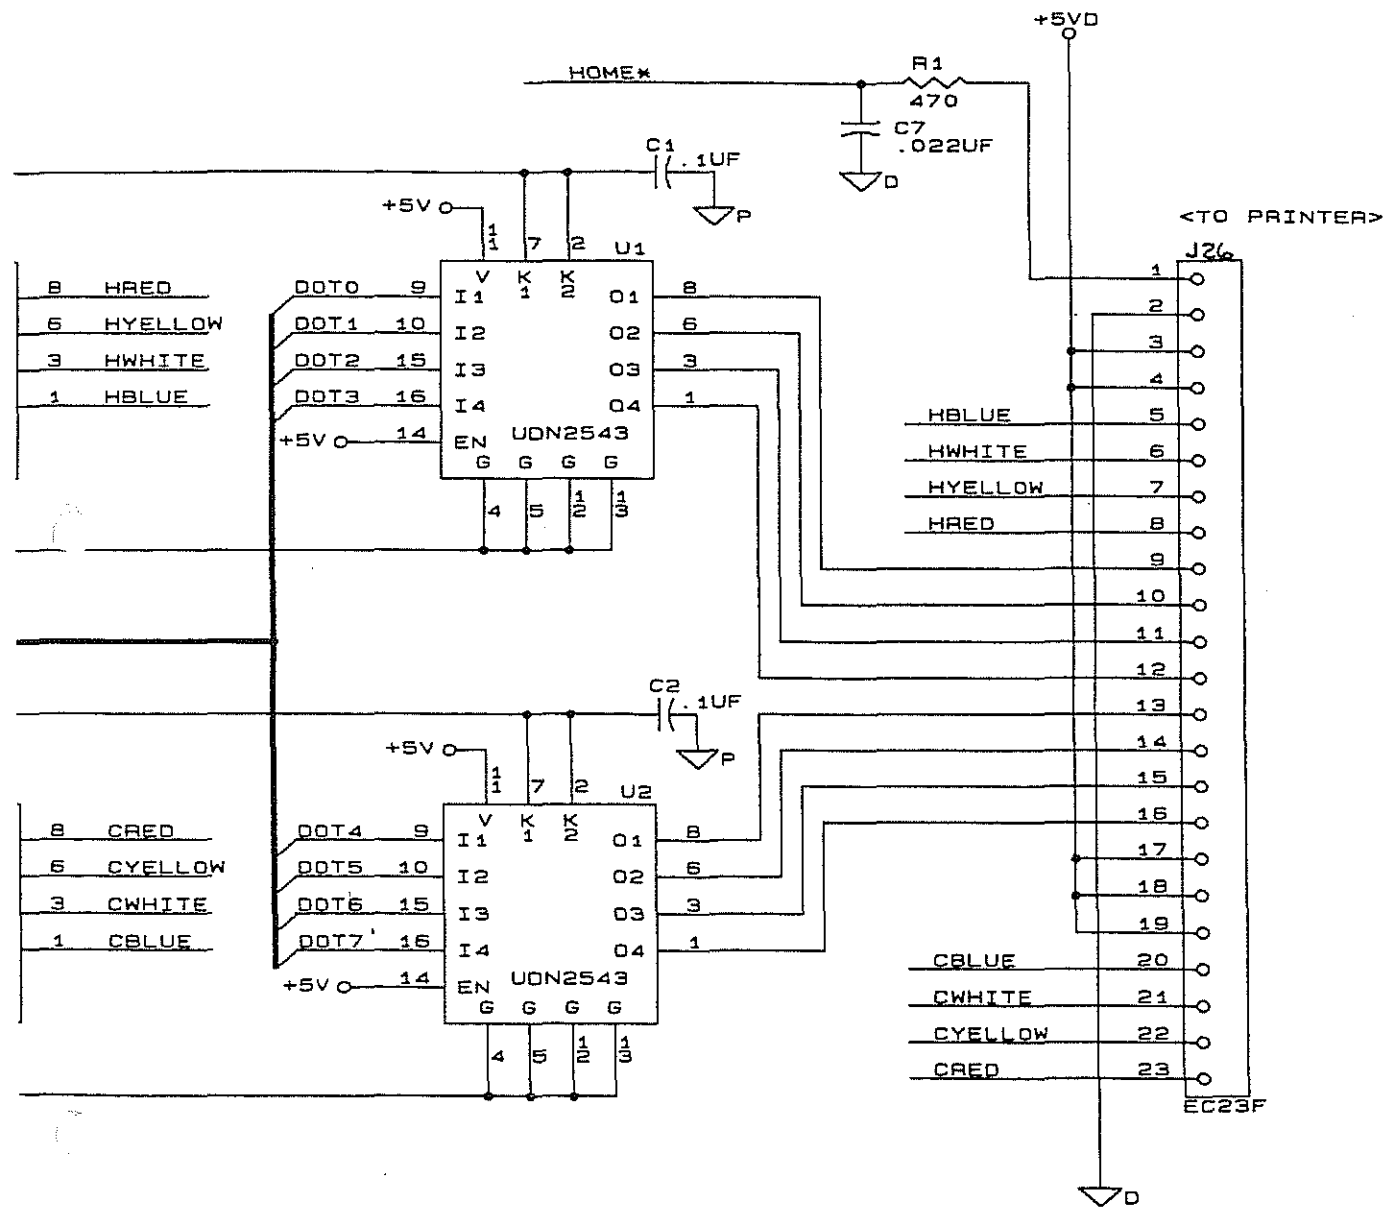 +5VD
HOME*
R1
470
C7
.022UF
D
C1
.1UF
P
+5V
<TO PRINTER>
J26
11 7 2 U1
V K1 K2
8 HRED
6 HYELLOW
3 HWHITE
1 HBLUE
DOT0 9 I1 O1 8
DOT1 10 I2 O2 6
DOT2 15 I3 O3 3
DOT3 16 I4 O4 1
+5V 14 EN UDN2543
G G G G
4 5 12 13
1
2
3
4
HBLUE 5
HWHITE 6
HYELLOW 7
HRED 8
9
10
11
12
13
14
15
16
17
18
19
CBLUE 20
CWHITE 21
CYELLOW 22
CRED 23
EC23F
C2
.1UF
P
+5V
11 7 2 U2
V K1 K2
8 CRED
6 CYELLOW
3 CWHITE
1 CBLUE
DOT4 9 I1 O1 8
DOT5 10 I2 O2 6
DOT6 15 I3 O3 3
DOT7 16 I4 O4 1
+5V 14 EN UDN2543
G G G G
4 5 12 13
D